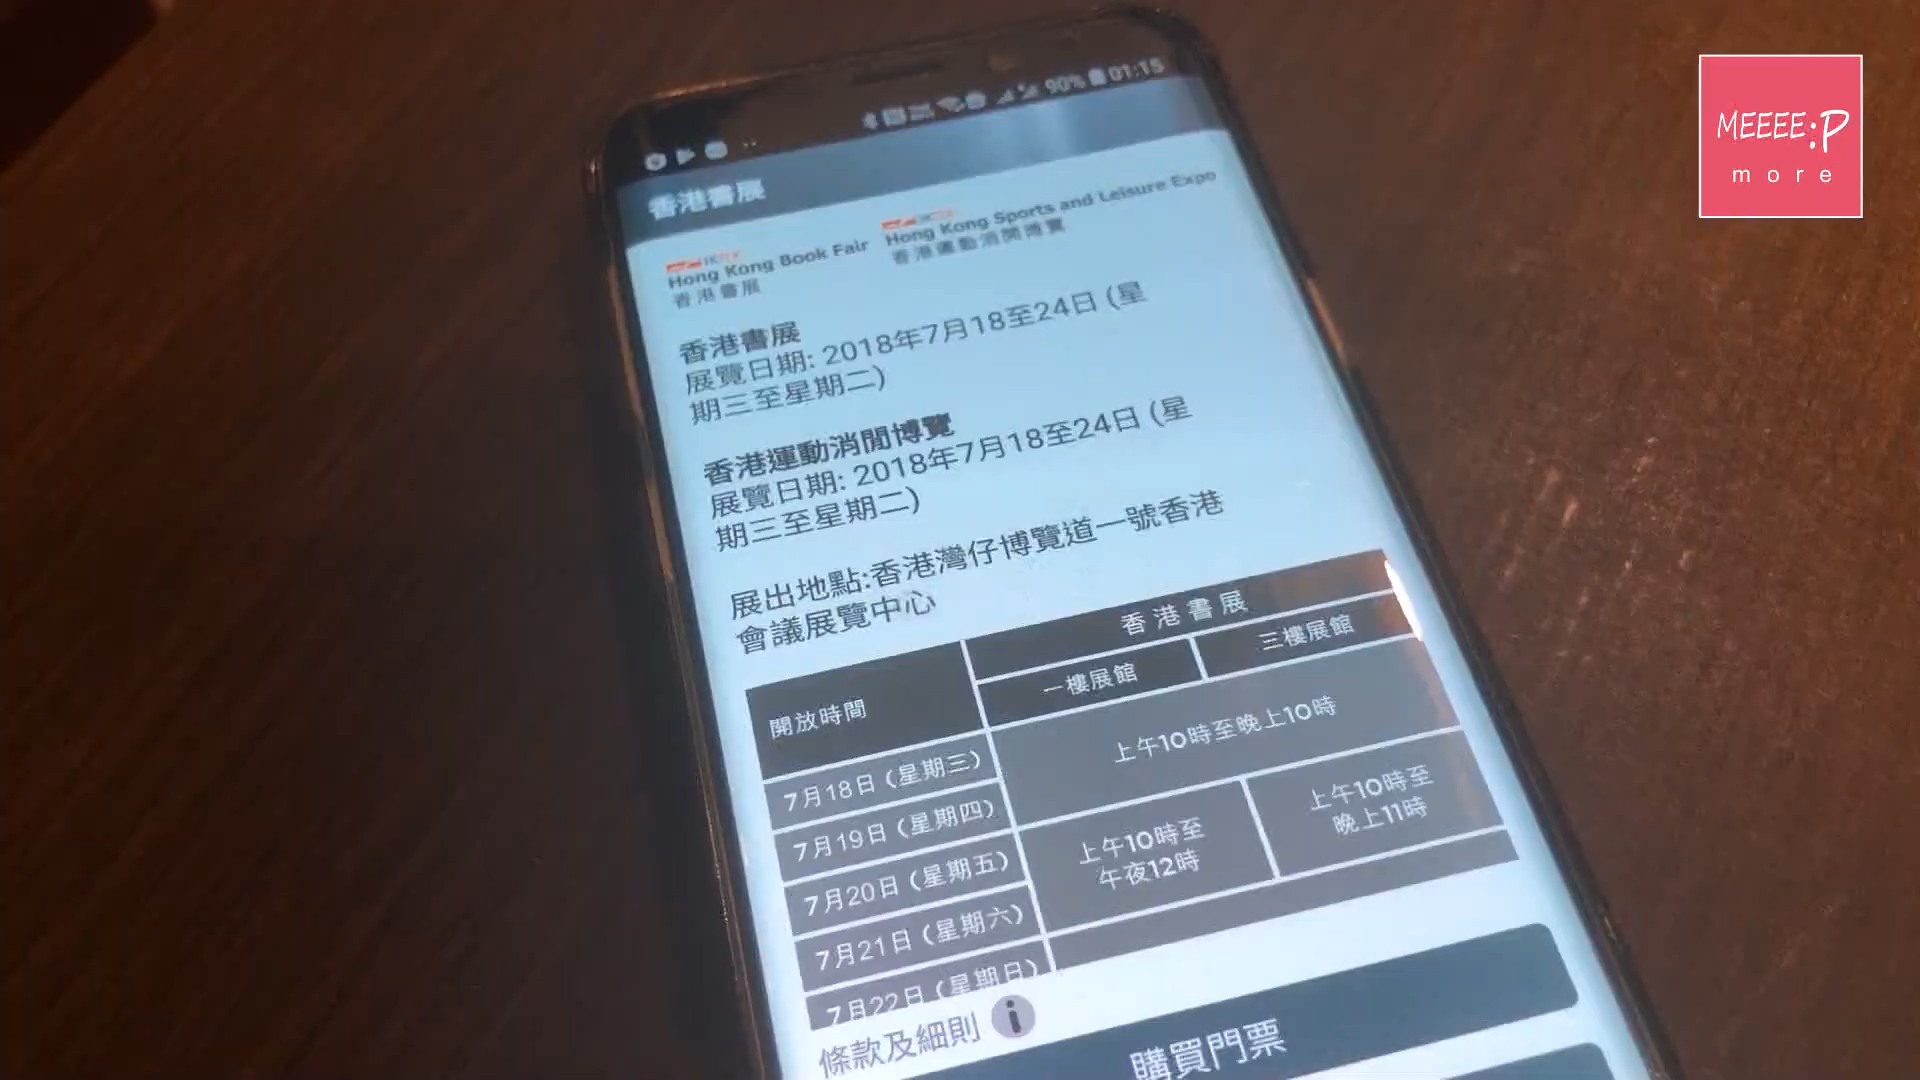 MEEEE:P
more
90% 01:15
香港書展
Hong Kong Book Fair
香港書展
Hong Kong Sports and Leisure Expo
香港運動消閒博覽
香港書展
展覽日期: 2018年7月18至24日 (星
期三至星期二)
香港運動消閒博覽
展覽日期: 2018年7月18至24日 (星
期三至星期二)
展出地點:香港灣仔博覽道一號香港
會議展覽中心
開放時間
香港書展
一樓展館
三樓展館
7月18日 (星期三)
上午10時至晚上10時
7月19日 (星期四)
7月20日 (星期五)
上午10時至
午夜12時
上午10時至
晚上11時
7月21日 (星期六)
7月22日 (星期日)
條款及細則
購買門票